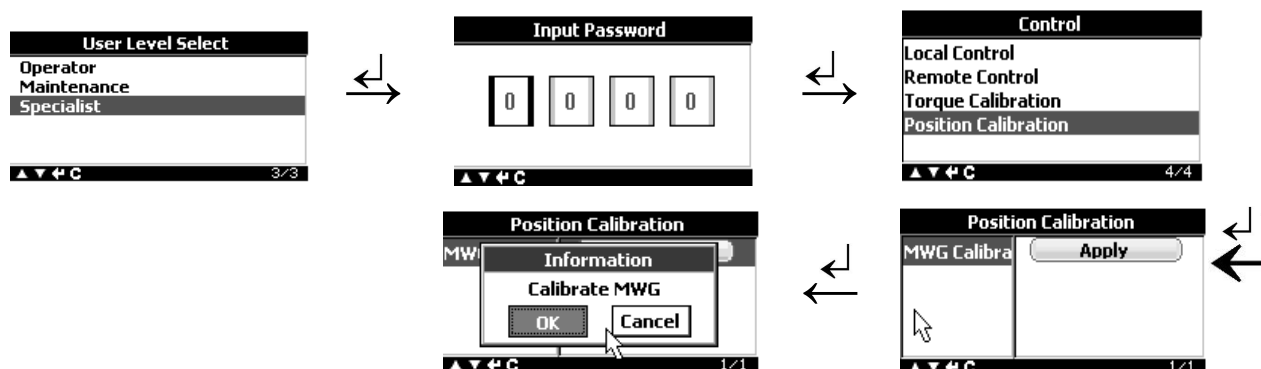 User Level Select
Operator
Maintenance
Specialist
▲ ▼ ↵ C 3/3
Input Password
0 0 0 0
▲ ▼ ↵ C
Control
Local Control
Remote Control
Torque Calibration
Position Calibration
▲ ▼ ↵ C 4/4
Position Calibration
MWG Calibra Apply
▲ ▼ ↵ C 1/1
Position Calibration
MW
Information
Calibrate MWG
OK Cancel
▲ ▼ ↵ C 1/1